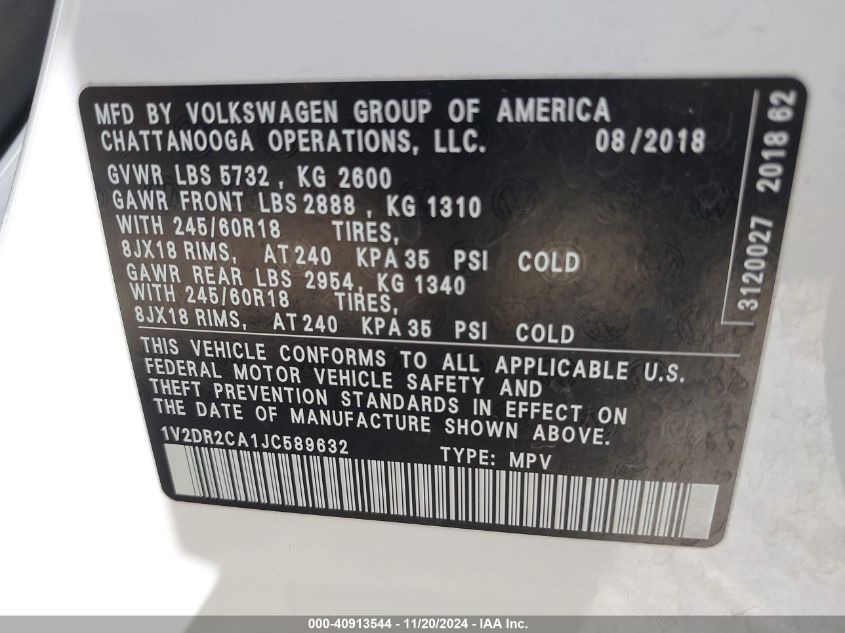 MFD BY VOLKSWAGEN GROUP OF AMERICA
CHATTANOOGA OPERATIONS, LLC. 08/2018
GVWR LBS 5732 , KG 2600
GAWR FRONT LBS 2888 , KG 1310
WITH 245/60R18 TIRES,
8JX18 RIMS, AT 240 KPA 35 PSI COLD
GAWR REAR LBS 2954, KG 1340
WITH 245/60R18 TIRES,
8JX18 RIMS, AT 240 KPA 35 PSI COLD
3120027 2018 62
THIS VEHICLE CONFORMS TO ALL APPLICABLE U.S.
FEDERAL MOTOR VEHICLE SAFETY AND
THEFT PREVENTION STANDARDS IN EFFECT ON
THE DATE OF MANUFACTURE SHOWN ABOVE.
1V2DR2CA1JC589632 TYPE: MPV
000-40913544 - 11/20/2024 - IAA Inc.